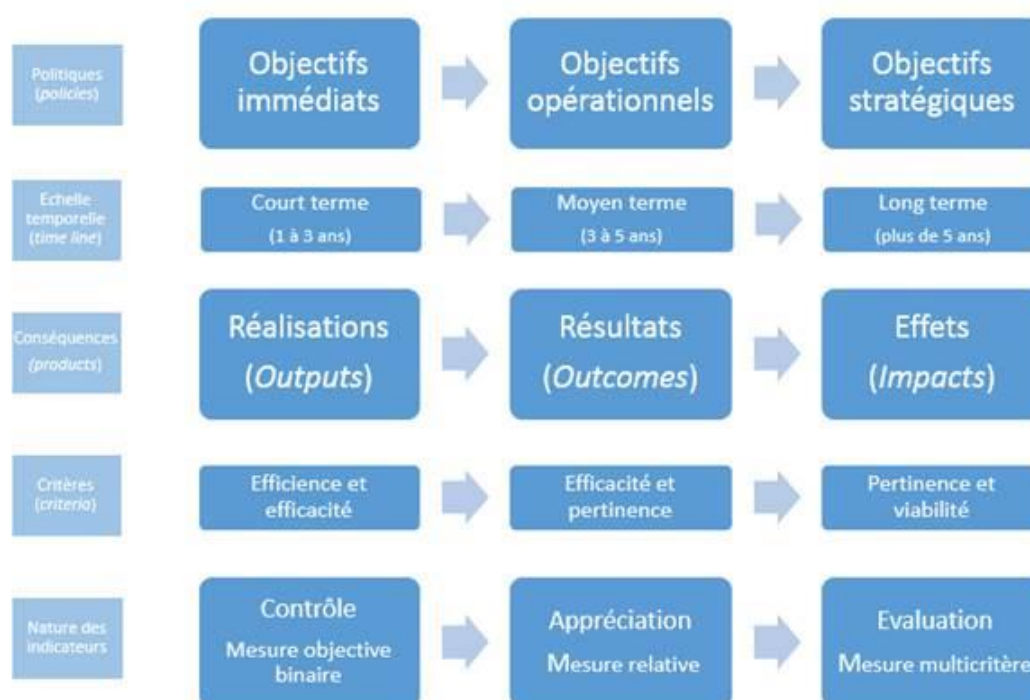 Politiques
(policies)
Objectifs
immédiats
Objectifs
opérationnels
Objectifs
stratégiques
Echelle
temporelle
(time line)
Court terme
(1 à 3 ans)
Moyen terme
(3 à 5 ans)
Long terme
(plus de 5 ans)
Conséquences
(products)
Réalisations
(Outputs)
Résultats
(Outcomes)
Effets
(Impacts)
Critères
(criteria)
Efficience et
efficacité
Efficacité et
pertinence
Pertinence et
viabilité
Nature des
indicateurs
Contrôle
Mesure objective
binaire
Appréciation
Mesure relative
Evaluation
Mesure multicritère